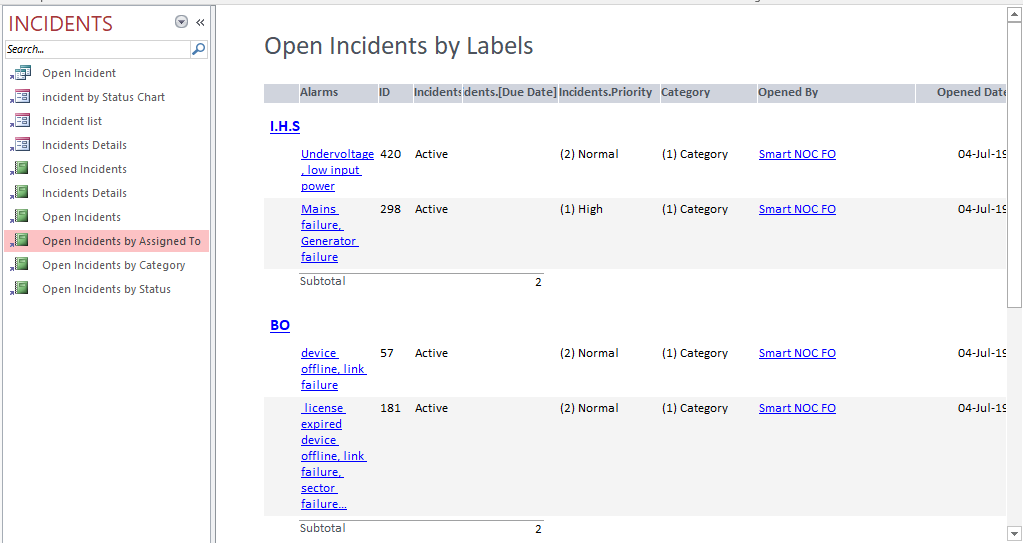 INCIDENTS
Search...
Open Incident
incident by Status Chart
Incident list
Incidents Details
Closed Incidents
Incidents Details
Open Incidents
Open Incidents by Assigned To
Open Incidents by Category
Open Incidents by Status
Open Incidents by Labels
Alarms ID Incidents dents.[Due Date] Incidents.Priority Category Opened By Opened Date
I.H.S
Undervoltage 420 Active (2) Normal (1) Category Smart NOC FO 04-Jul-19
, low input
power
Mains 298 Active (1) High (1) Category Smart NOC FO 04-Jul-19
failure,
Generator
failure
Subtotal 2
BO
device 57 Active (2) Normal (1) Category Smart NOC FO 04-Jul-19
offline, link
failure
license 181 Active (2) Normal (1) Category Smart NOC FO 04-Jul-19
expired
device
offline, link
failure,
sector
failure...
Subtotal 2